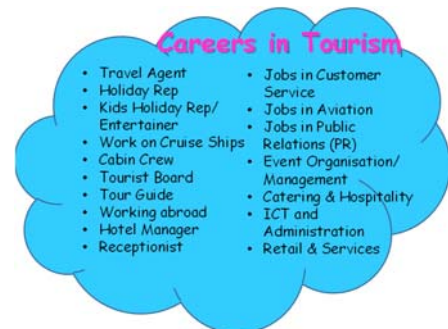 Careers in Tourism
• Travel Agent
• Holiday Rep
• Kids Holiday Rep/
Entertainer
• Work on Cruise Ships
• Cabin Crew
• Tourist Board
• Tour Guide
• Working abroad
• Hotel Manager
• Receptionist
• Jobs in Customer
Service
• Jobs in Aviation
• Jobs in Public
Relations (PR)
• Event Organisation/
Management
• Catering & Hospitality
• ICT and
Administration
• Retail & Services